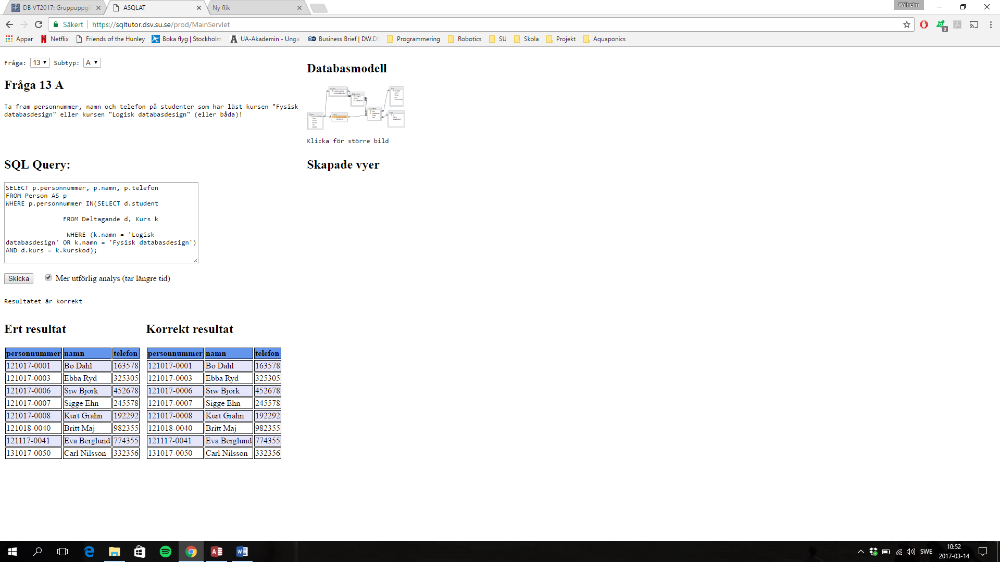 DB VT2017: Gruppuppgi
ASQLAT
Ny flik
Wilhelm
Säkert
https://sqltutor.dsv.su.se/prod/MainServlet
0
Appar
Netflix
Friends of the Hunley
Boka flyg | Stockholm
UA-Akademin - Unga
Business Brief | DW.DE
Programmering
Robotics
SU
Skola
Projekt
Aquaponics
Fråga: 13 Subtyp: A
Fråga 13 A
Ta fram personnummer, namn och telefon på studenter som har läst kursen "Fysisk
databasdesign" eller kursen "Logisk databasdesign" (eller båda)!
Databasmodell
Klicka för större bild
SQL Query:
Skapade vyer
SELECT p.personnummer, p.namn, p.telefon
FROM Person AS p
WHERE p.personnummer IN(SELECT d.student
FROM Deltagande d, Kurs k
WHERE (k.namn = 'Logisk
databasdesign' OR k.namn = 'Fysisk databasdesign')
AND d.kurs = k.kurskod);
Skicka
Mer utförlig analys (tar längre tid)
Resultatet är korrekt
Ert resultat
personnummer namn telefon
121017-0001 Bo Dahl 163578
121017-0003 Ebba Ryd 325305
121017-0006 Siw Björk 452678
121017-0007 Sigge Ehn 245578
121017-0008 Kurt Grahn 192292
121018-0040 Britt Maj 982355
121117-0041 Eva Berglund 774355
131017-0050 Carl Nilsson 332356
Korrekt resultat
personnummer namn telefon
121017-0001 Bo Dahl 163578
121017-0003 Ebba Ryd 325305
121017-0006 Siw Björk 452678
121017-0007 Sigge Ehn 245578
121017-0008 Kurt Grahn 192292
121018-0040 Britt Maj 982355
121117-0041 Eva Berglund 774355
131017-0050 Carl Nilsson 332356
SWE
10:52
2017-03-14